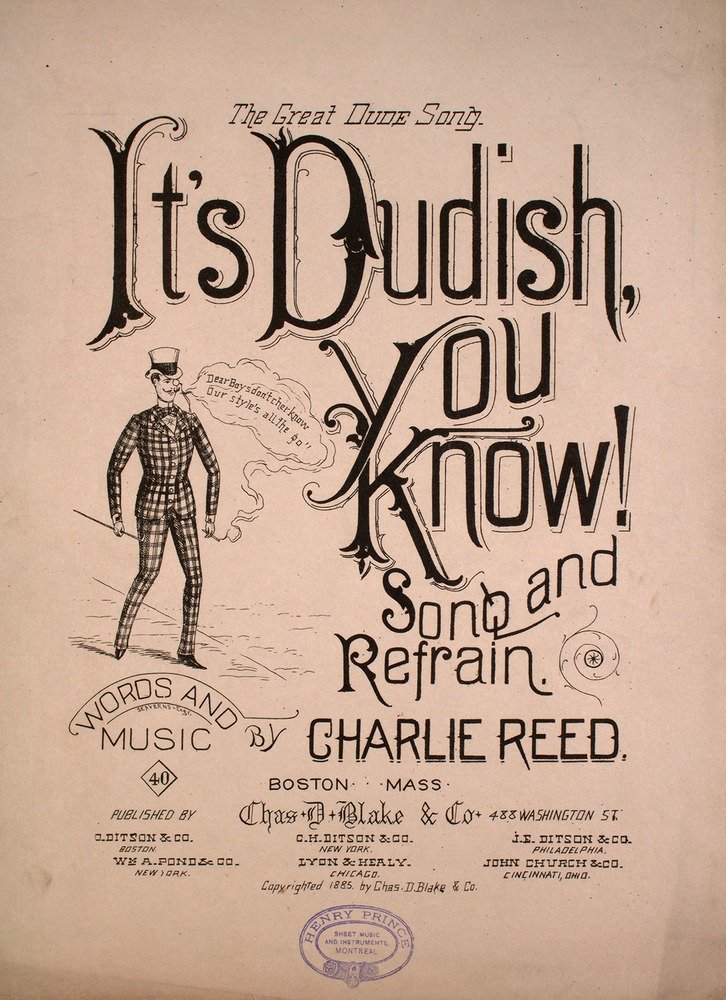 The Great Dude Song.
It's Dudish,
You
Know!
"Dear Boys don't cher know
Our style's all the go"
Song and
Refrain.
WORDS AND
MUSIC BY CHARLIE REED.
40
BOSTON · · · MASS ·
PUBLISHED BY Chas · D · Blake & Co · 488 WASHINGTON ST.
O. DITSON & CO. C. H. DITSON & CO. J. E. DITSON & CO.
BOSTON. NEW YORK. PHILADELPHIA.
WM A. POND & CO. LYON & HEALY. JOHN CHURCH & CO.
NEW YORK. CHICAGO. CINCINNATI, OHIO.
Copyrighted 1885. by Chas. D. Blake & Co.
HENRY PRINCE
SHEET MUSIC
AND INSTRUMENTS,
MONTREAL